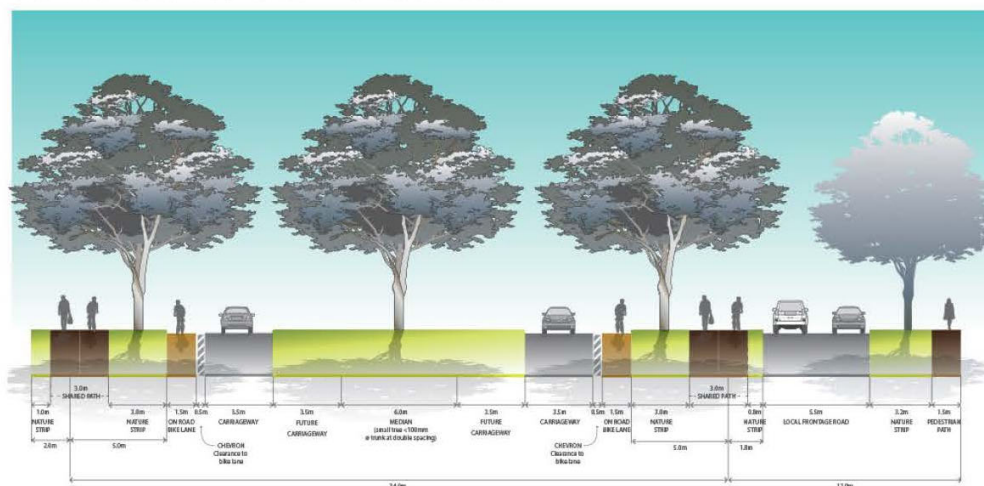 3.0m
SHARED PATH
3.0m
SHARED PATH
1.0m
3.0m
1.5m
0.5m
3.5m
3.5m
6.0m
3.5m
3.5m
0.5m
1.5m
3.0m
0.8m
5.5m
3.2m
1.5m
NATURE
STRIP
NATURE
STRIP
ON ROAD
BIKE LANE
CARRIAGEWAY
FUTURE
CARRIAGEWAY
MEDIAN
(small tree <100mm
ø trunk at double spacing)
FUTURE
CARRIAGEWAY
CARRIAGEWAY
ON ROAD
BIKE LANE
NATURE
STRIP
NATURE
STRIP
LOCAL FRONTAGE ROAD
NATURE
STRIP
PEDESTRIAN
PATH
2.6m
5.0m
CHEVRON
Clearance to
bike lane
CHEVRON
Clearance to
bike lane
5.0m
1.8m